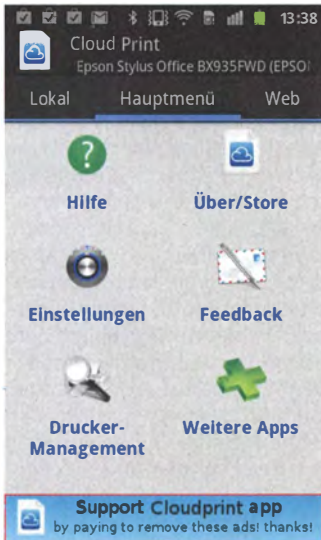 13:38
Cloud Print
Epson Stylus Office BX935FWD (EPSO
Lokal Hauptmenü Web
Hilfe Über/Store
Einstellungen Feedback
Drucker- Weitere Apps
Management
Support Cloudprint app
by paying to remove these ads! thanks!